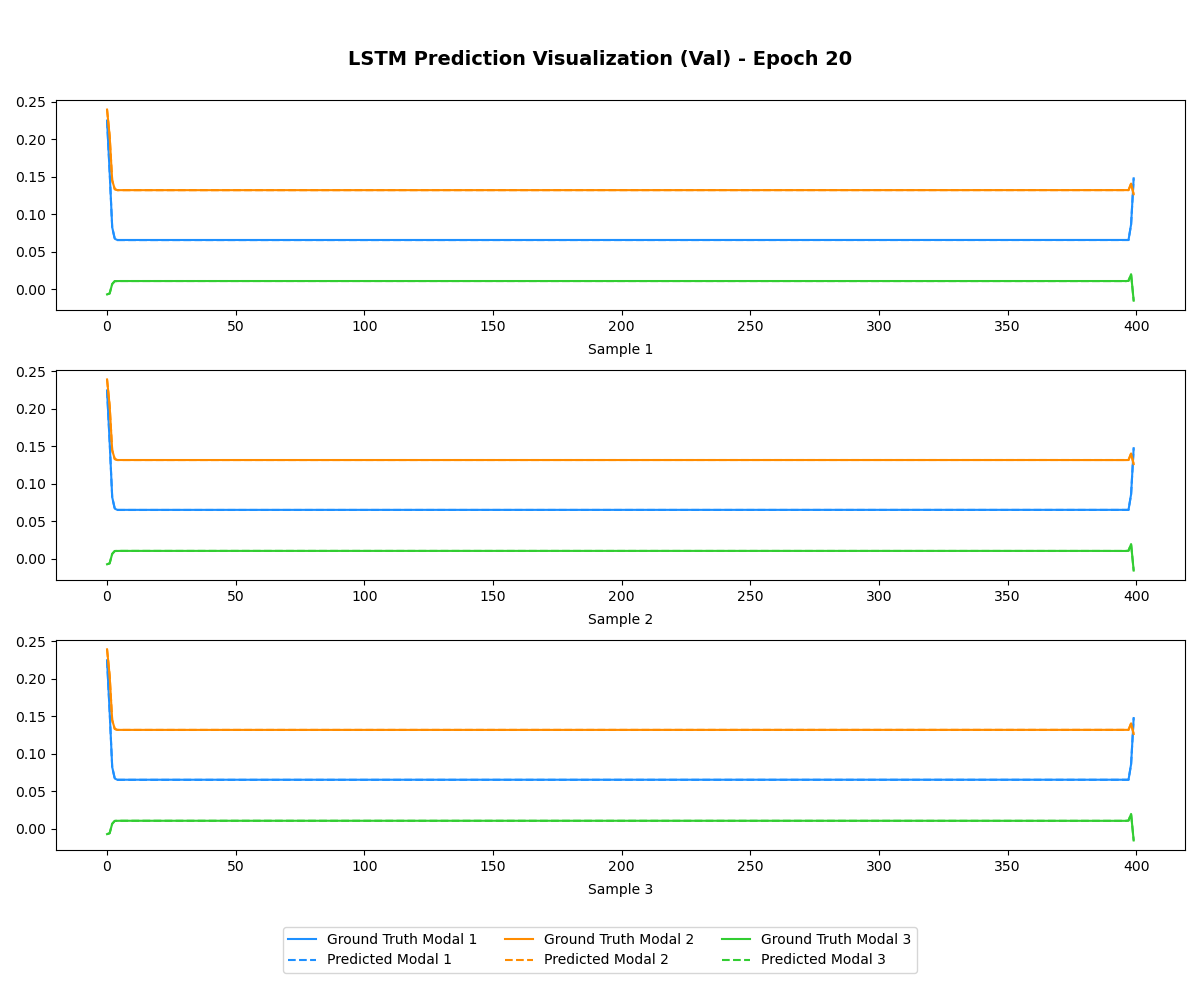 LSTM Prediction Visualization (Val) - Epoch 20
0.25
0.20
0.15
0.10
0.05
0.00
0 50 100 150 200 250 300 350 400
Sample 1
0.25
0.20
0.15
0.10
0.05
0.00
0 50 100 150 200 250 300 350 400
Sample 2
0.25
0.20
0.15
0.10
0.05
0.00
0 50 100 150 200 250 300 350 400
Sample 3
Ground Truth Modal 1 Ground Truth Modal 2 Ground Truth Modal 3
Predicted Modal 1 Predicted Modal 2 Predicted Modal 3